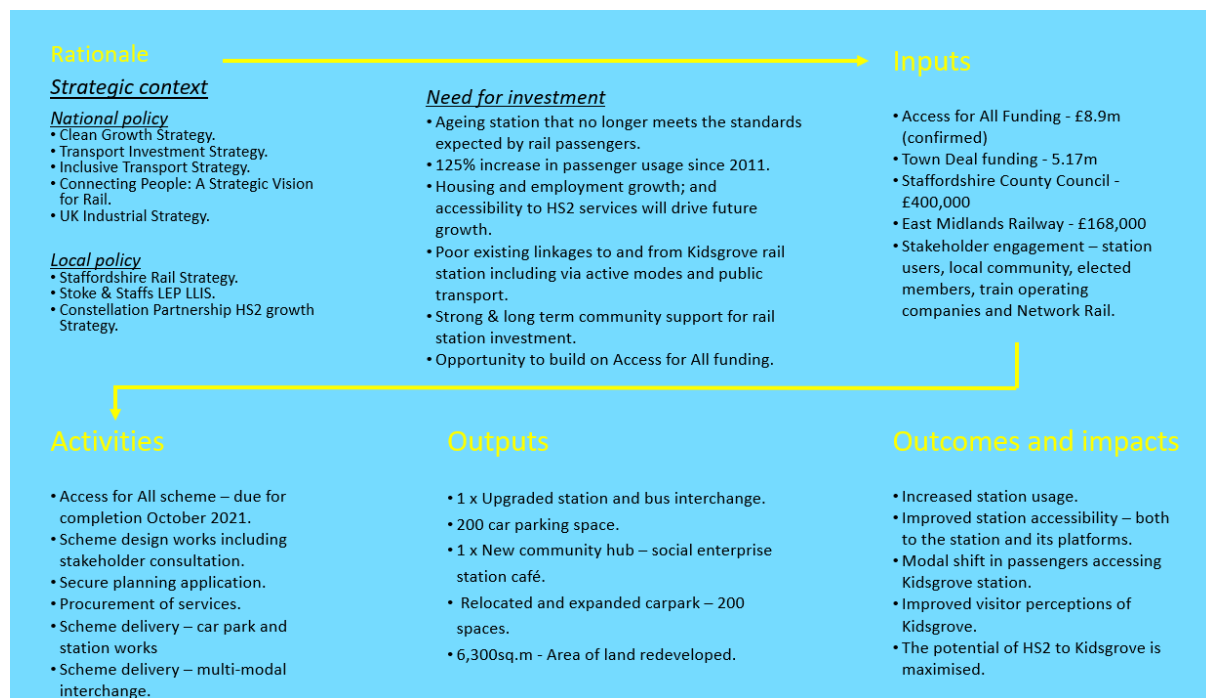 Rationale
Strategic context
National policy
• Clean Growth Strategy.
• Transport Investment Strategy.
• Inclusive Transport Strategy.
• Connecting People: A Strategic Vision
for Rail.
• UK Industrial Strategy.
Local policy
• Staffordshire Rail Strategy.
• Stoke & Staffs LEP LLIS.
• Constellation Partnership HS2 growth
Strategy.
Need for investment
• Ageing station that no longer meets the standards
expected by rail passengers.
• 125% increase in passenger usage since 2011.
• Housing and employment growth; and
accessibility to HS2 services will drive future
growth.
• Poor existing linkages to and from Kidsgrove rail
station including via active modes and public
transport.
• Strong & long term community support for rail
station investment.
• Opportunity to build on Access for All funding.
Inputs
• Access for All Funding - £8.9m
(confirmed)
• Town Deal funding - 5.17m
• Staffordshire County Council -
£400,000
• East Midlands Railway - £168,000
• Stakeholder engagement – station
users, local community, elected
members, train operating
companies and Network Rail.
Activities
• Access for All scheme – due for
completion October 2021.
• Scheme design works including
stakeholder consultation.
• Secure planning application.
• Procurement of services.
• Scheme delivery – car park and
station works
• Scheme delivery – multi-modal
interchange.
Outputs
• 1 x Upgraded station and bus interchange.
• 200 car parking space.
• 1 x New community hub – social enterprise
station café.
• Relocated and expanded carpark – 200
spaces.
• 6,300sq.m - Area of land redeveloped.
Outcomes and impacts
• Increased station usage.
• Improved station accessibility – both
to the station and its platforms.
• Modal shift in passengers accessing
Kidsgrove station.
• Improved visitor perceptions of
Kidsgrove.
• The potential of HS2 to Kidsgrove is
maximised.